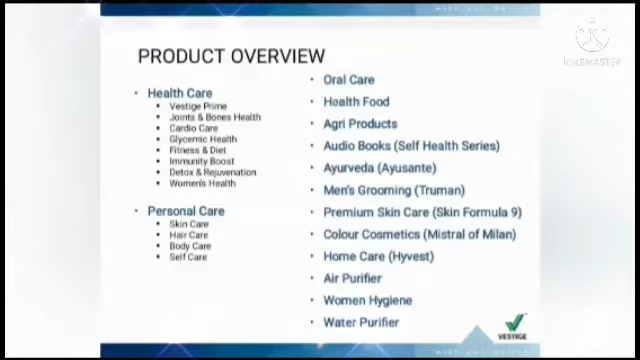 KINEMASTER
PRODUCT OVERVIEW
• Health Care
▪ Vestige Prime
▪ Joints & Bones Health
▪ Cardio Care
▪ Glycemic Health
▪ Fitness & Diet
▪ Immunity Boost
▪ Detox & Rejuvenation
▪ Women's Health
• Personal Care
▪ Skin Care
▪ Hair Care
▪ Body Care
▪ Self Care
• Oral Care
• Health Food
• Agri Products
• Audio Books (Self Health Series)
• Ayurveda (Ayusante)
• Men's Grooming (Truman)
• Premium Skin Care (Skin Formula 9)
• Colour Cosmetics (Mistral of Milan)
• Home Care (Hyvest)
• Air Purifier
• Women Hygiene
• Water Purifier
VESTIGE